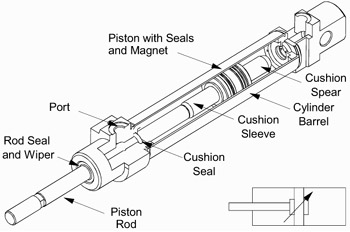 Piston with Seals
and Magnet
Cushion
Spear
Port
Cylinder
Barrel
Cushion
Sleeve
Rod Seal
and Wiper
Cushion
Seal
Piston
Rod